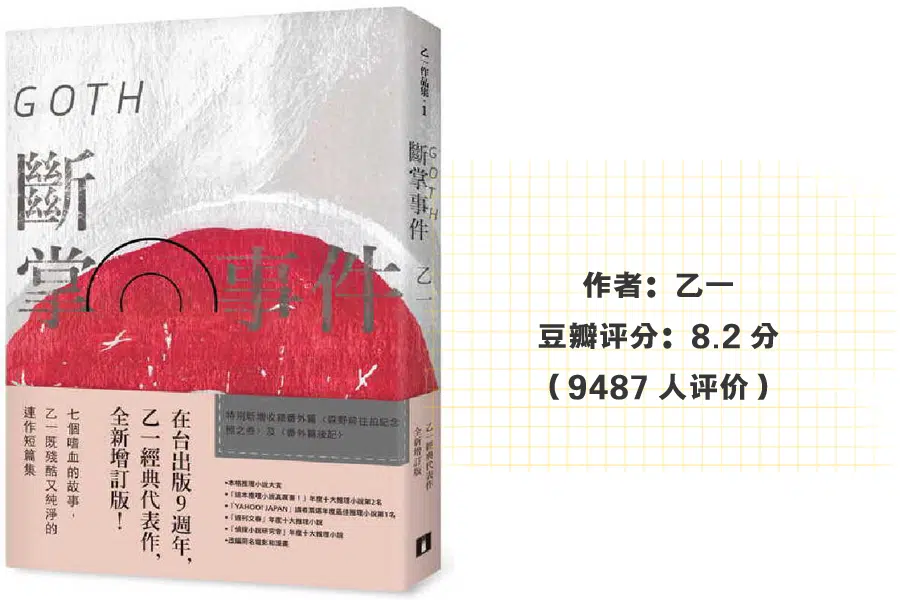 GOTH
斷
掌事件
乙一作品集:1
GOTH
斷掌事件
乙一
乙一經典代表作
全新增訂版
在台出版9週年,
乙一經典代表作,
全新增訂版!
七個嗜血的故事,
乙一既殘酷又純淨的
連作短篇集
特別新增收錄番外篇〈森野前往拍紀念
照之卷〉及〈番外篇後記〉
•本格推理小說大賞
•「這本推理小說真厲害!」年度十大推理小說第2名
•「YAHOO! JAPAN」讀者票選年度最佳推理小說第1名
•「週刊文春」年度十大推理小說
•「偵探小說研究會」年度十大推理小說
•改編同名電影和漫畫
作者:乙一
豆瓣评分:8.2 分
(9487 人评价)